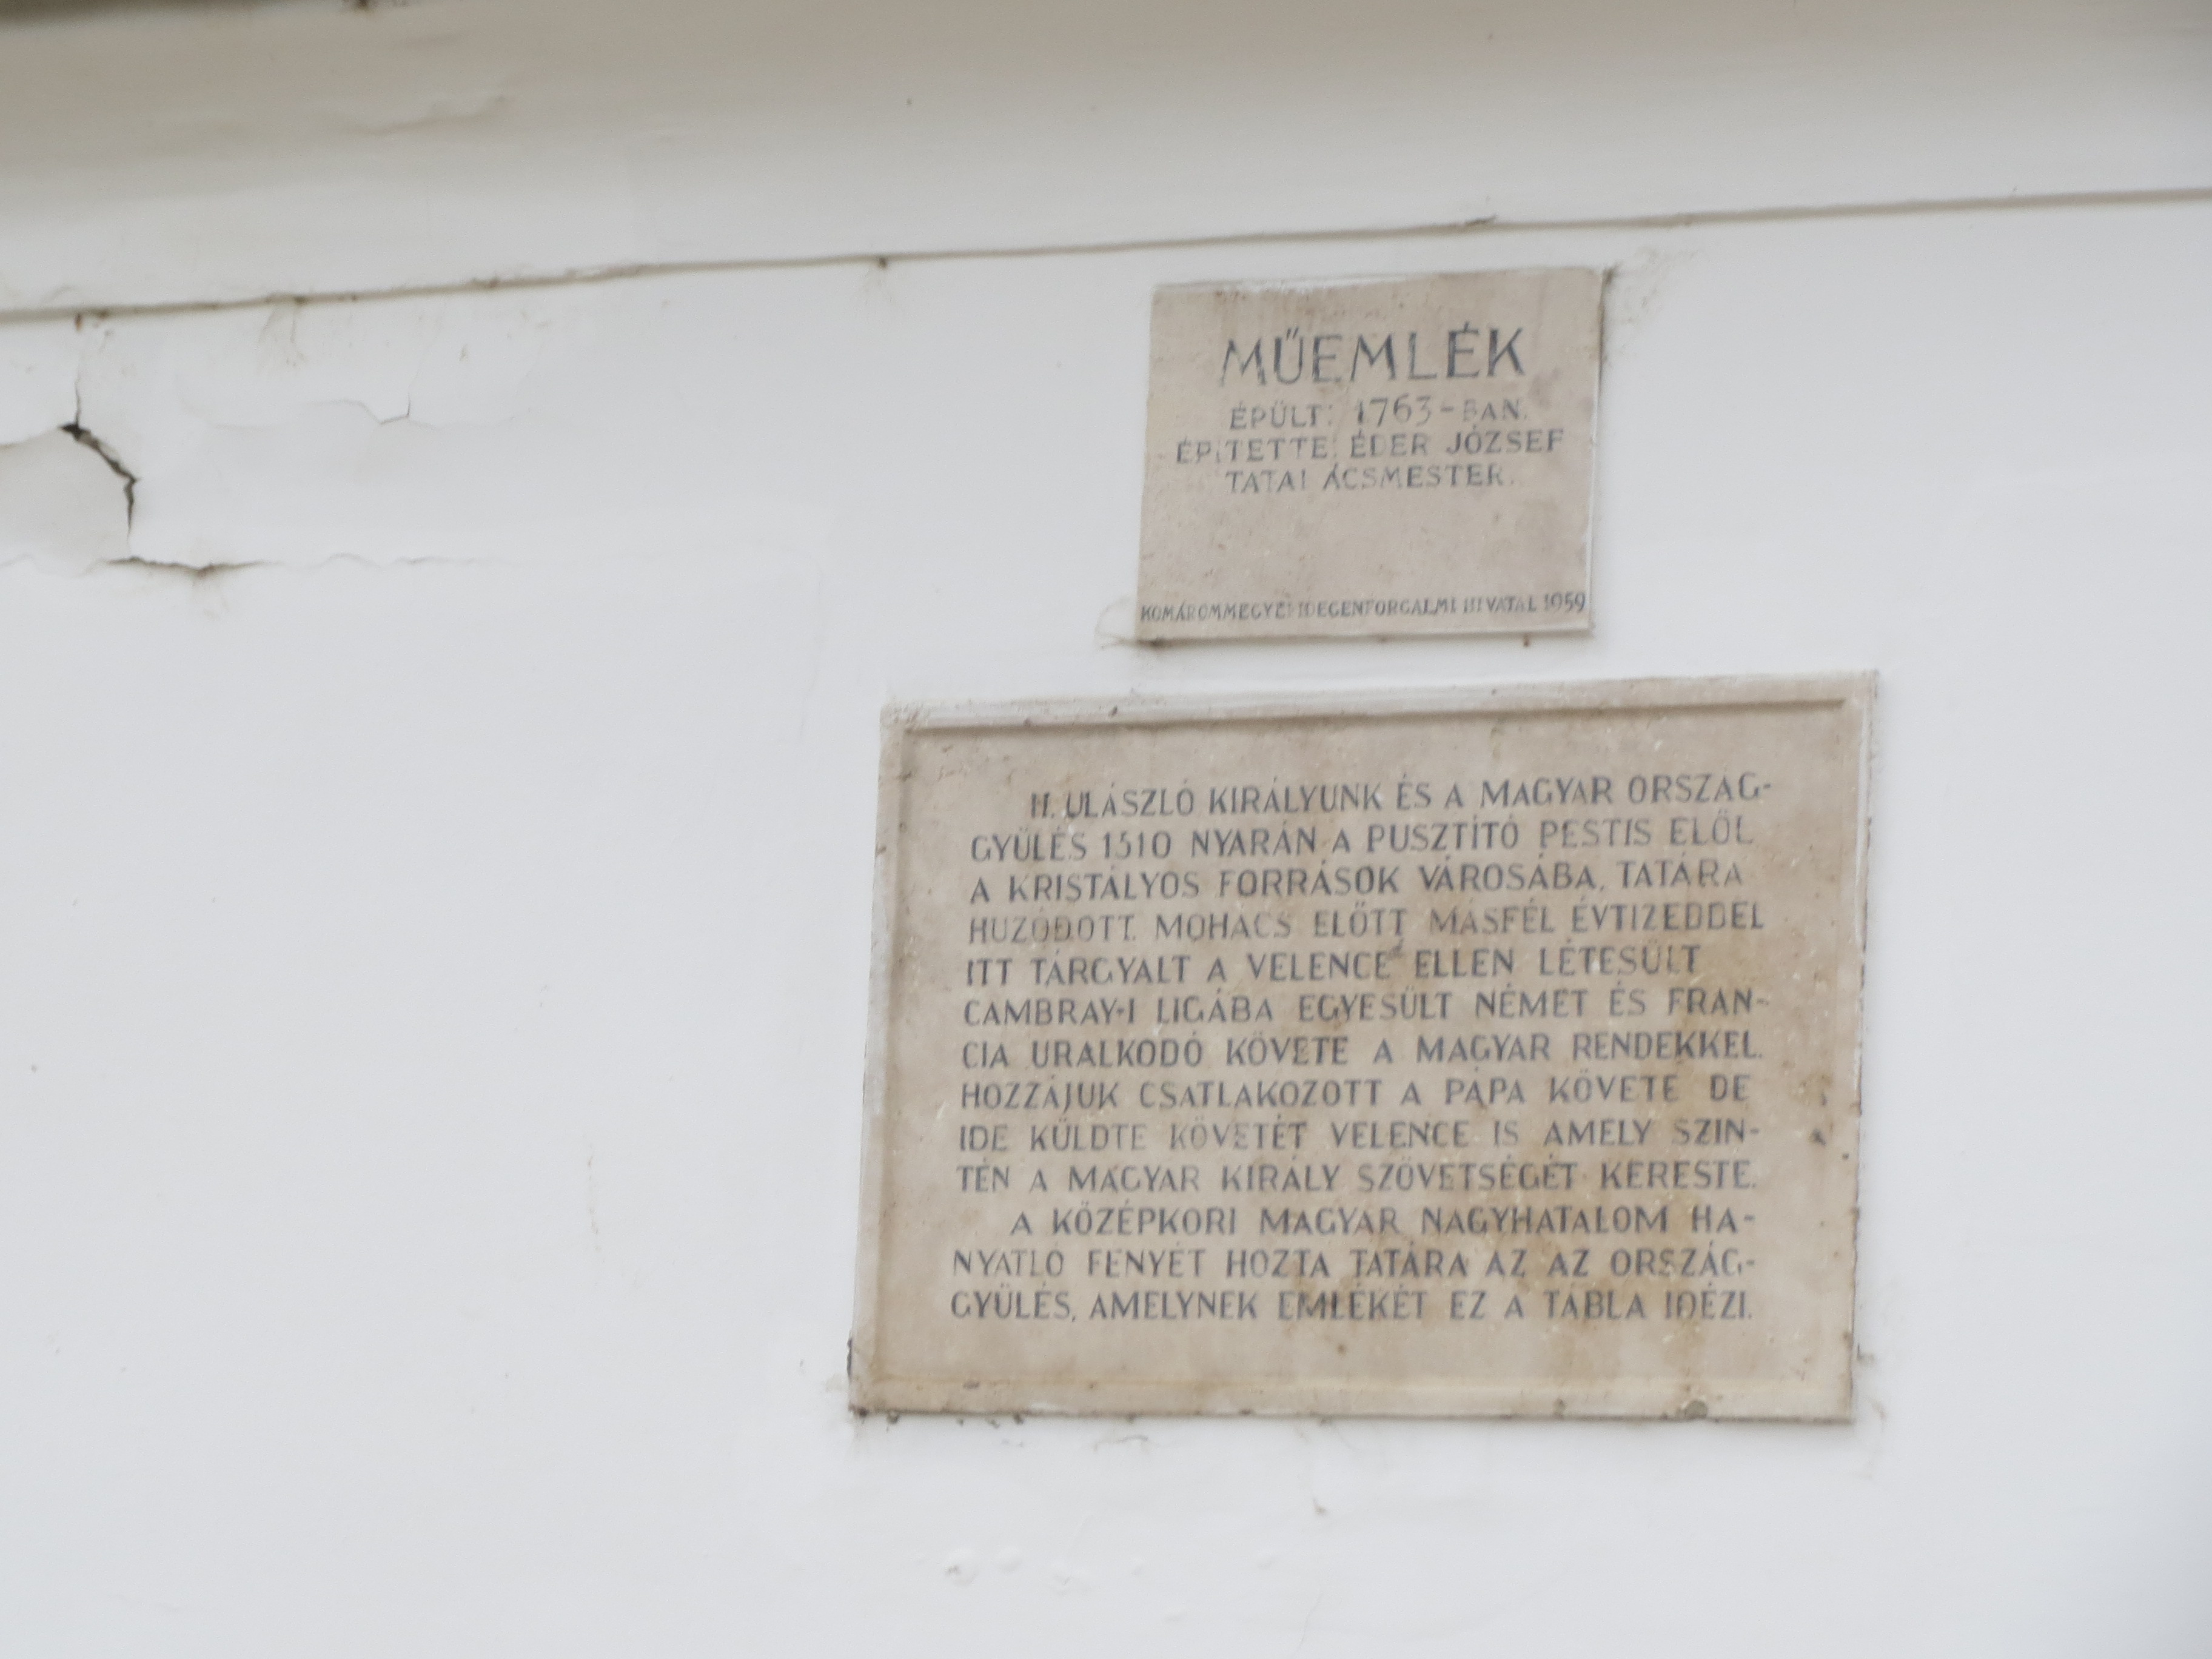 MŰEMLÉK
ÉPÜLT: 1763-BAN.
ÉPÍTETTE: ÉDER JÓZSEF
TATAI ÁCSMESTER.
KOMÁROMMEGYEI IDEGENFORGALMI HIVATAL 1959
II. ULÁSZLÓ KIRÁLYUNK ÉS A MAGYAR ORSZÁG-
GYÜLÉS 1510 NYARÁN A PUSZTÍTÓ PESTIS ELŐL
A KRISTÁLYOS FORRÁSOK VÁROSÁBA, TATÁRA
HUZÓDOTT. MOHÁCS ELŐTT MÁSFÉL ÉVTIZEDDEL
ITT TÁRGYALT A VELENCE ELLEN LÉTESÜLT
CAMBRAY-I LIGÁBA EGYESÜLT NÉMET ÉS FRAN-
CIA URALKODÓ KÖVETE A MAGYAR RENDEKKEL.
HOZZÁJUK CSATLAKOZOTT A PÁPA KÖVETE DE
IDE KÜLDTE KÖVETÉT VELENCE IS AMELY SZIN-
TÉN A MAGYAR KIRÁLY SZÖVETSÉGÉT KERESTE.
A KÖZÉPKORI MAGYAR NAGYHATALOM HA-
NYATLÓ FÉNYÉT HOZTA TATÁRA AZ AZ ORSZÁG-
GYÜLÉS, AMELYNEK EMLÉKÉT EZ A TÁBLA IDÉZI.